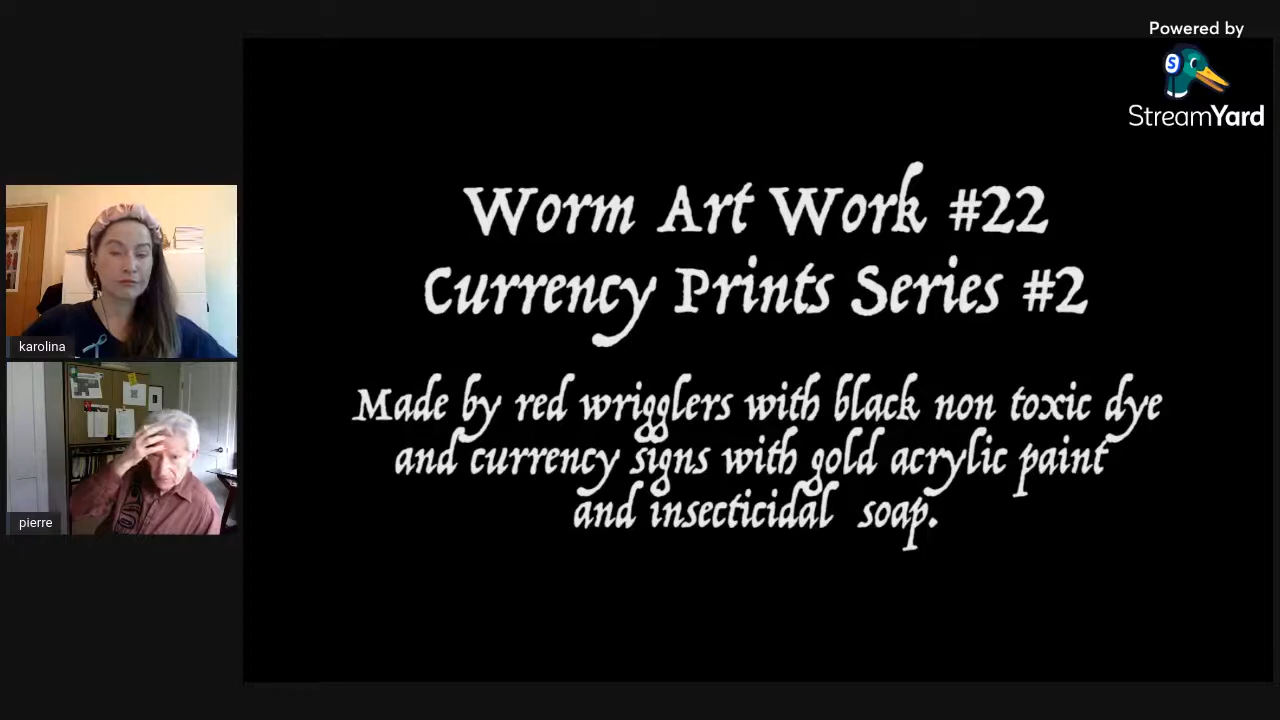 Powered by
S
StreamYard
Worm Art Work #22
Currency Prints Series #2
Made by red wrigglers with black non toxic dye
and currency signs with gold acrylic paint
and insecticidal  soap.
karolina
pierre